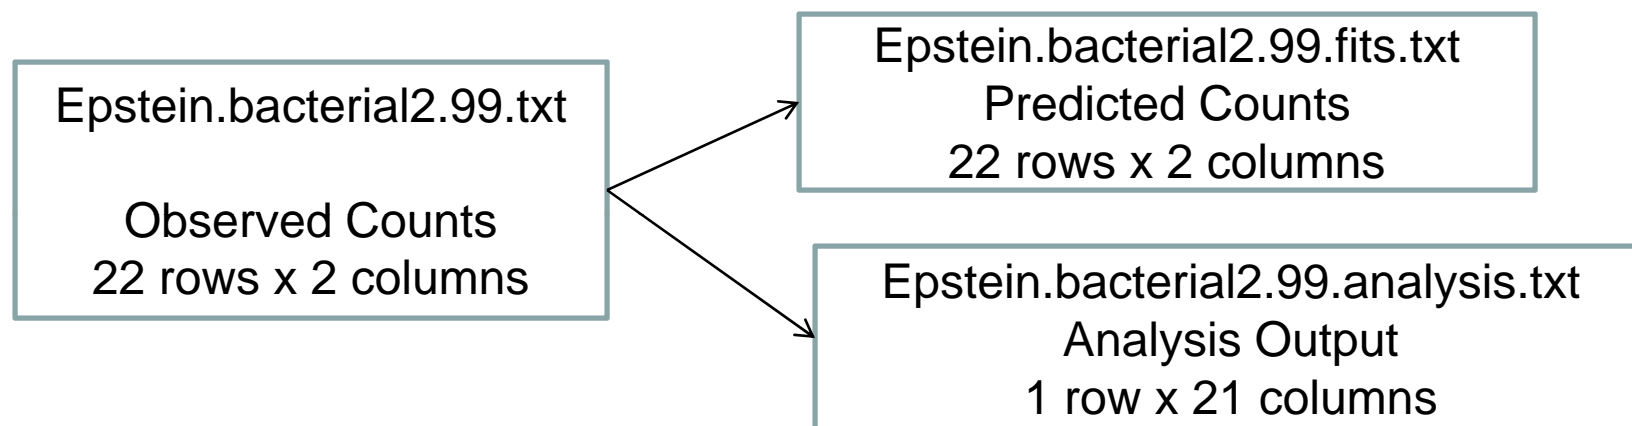 Epstein.bacterial2.99.txt
Observed Counts
22 rows x 2 columns
Epstein.bacterial2.99.fits.txt
Predicted Counts
22 rows x 2 columns
Epstein.bacterial2.99.analysis.txt
Analysis Output
1 row x 21 columns